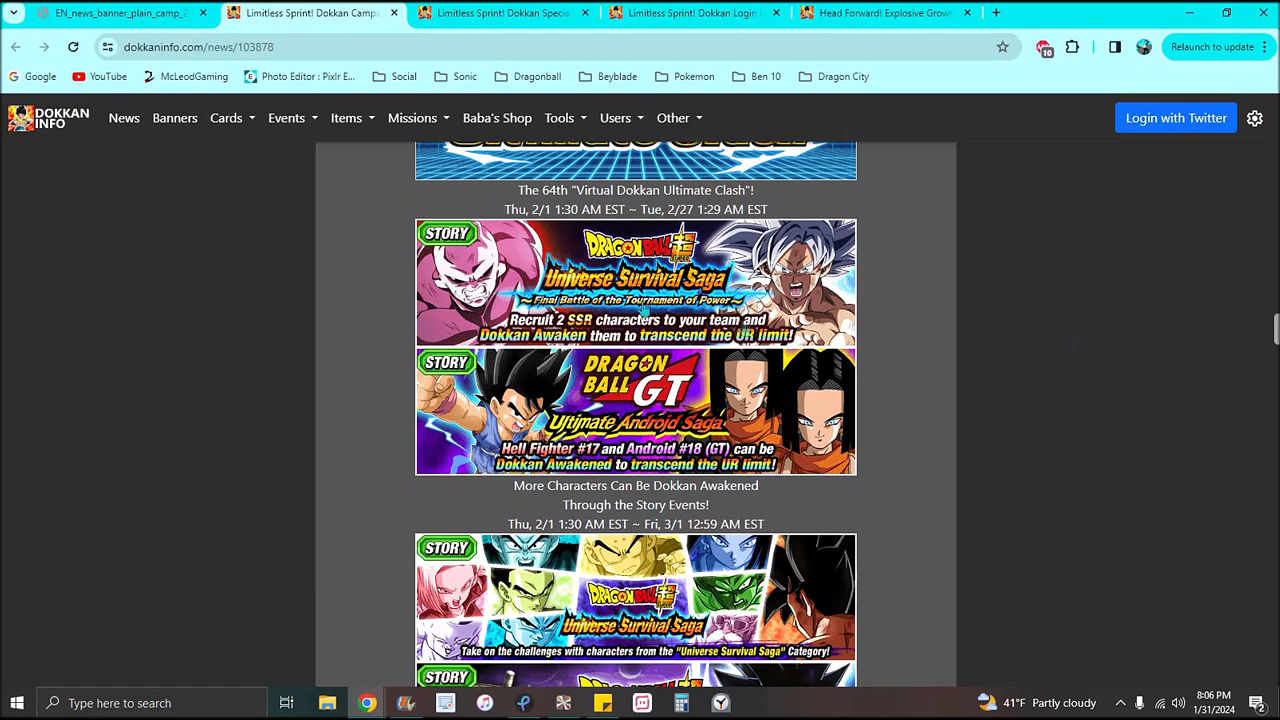 EN_news_banner_plain_camp_2
Limitless Sprint! Dokkan Campa
Limitless Sprint! Dokkan Specia
Limitless Sprint! Dokkan Login
Head Forward! Explosive Growt
dokkaninfo.com/news/103878
10
Relaunch to update
Google
YouTube
McLeodGaming
Photo Editor : Pixlr E...
Social
Sonic
Dragonball
Beyblade
Pokemon
Ben 10
Dragon City
DOKKAN
INFO
News
Banners
Cards
Events
Items
Missions
Baba's Shop
Tools
Users
Other
Login with Twitter
The 64th "Virtual Dokkan Ultimate Clash"!
Thu, 2/1 1:30 AM EST ~ Tue, 2/27 1:29 AM EST
STORY
DRAGON BALL
Universe Survival Saga
~Final Battle of the Tournament of Power~
Recruit 2 SSR characters to your team and
Dokkan Awaken them to transcend the UR limit!
STORY
DRAGON
BALL GT
Ultimate Android Saga
Hell Fighter #17 and Android #18 (GT) can be
Dokkan Awakened to transcend the UR limit!
More Characters Can Be Dokkan Awakened
Through the Story Events!
Thu, 2/1 1:30 AM EST ~ Fri, 3/1 12:59 AM EST
STORY
DRAGON BALL
Universe Survival Saga
Take on the challenges with characters from the "Universe Survival Saga" Category!
STORY
Type here to search
41°F Partly cloudy
8:06 PM
1/31/2024
2